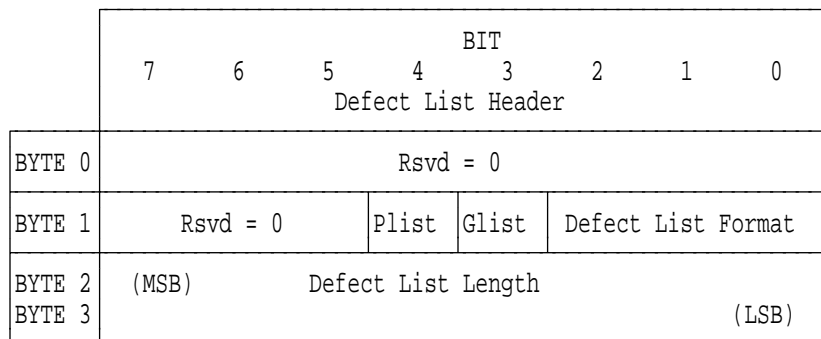 BIT
7 6 5 4 3 2 1 0
Defect List Header
BYTE 0 Rsvd = 0
BYTE 1 Rsvd = 0 Plist Glist Defect List Format
BYTE 2 (MSB) Defect List Length
BYTE 3 (LSB)